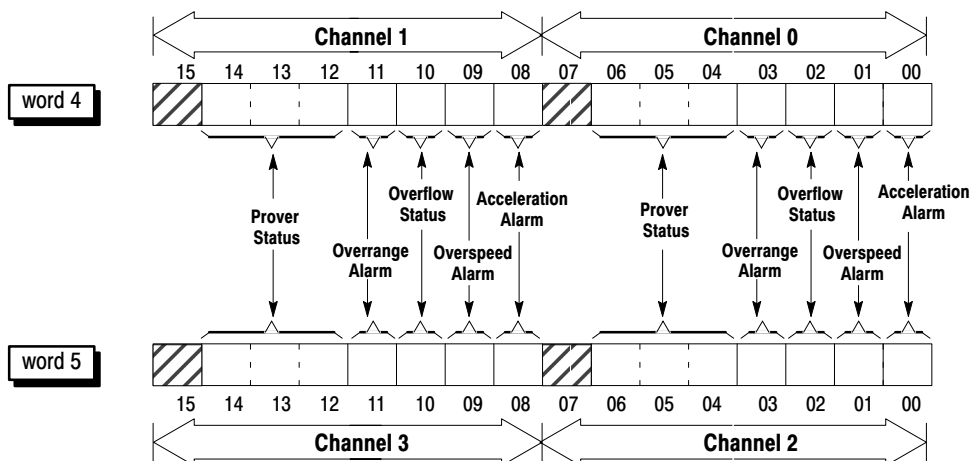 Channel 1 Channel 0
15 14 13 12 11 10 09 08 07 06 05 04 03 02 01 00
word 4
Prover
Status
Overrange
Alarm
Overflow
Status
Overspeed
Alarm
Acceleration
Alarm
Prover
Status
Overrange
Alarm
Overflow
Status
Overspeed
Alarm
Acceleration
Alarm
word 5
15 14 13 12 11 10 09 08 07 06 05 04 03 02 01 00
Channel 3 Channel 2